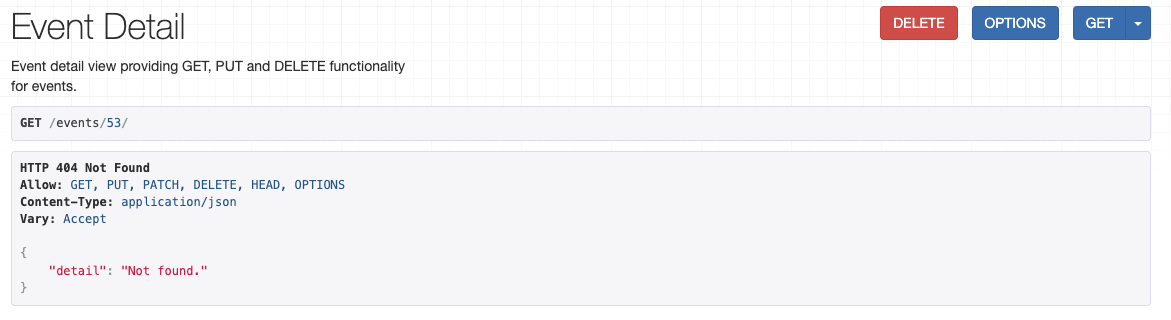 Event Detail
DELETE OPTIONS GET
Event detail view providing GET, PUT and DELETE functionality
for events.
GET /events/53/
HTTP 404 Not Found
Allow: GET, PUT, PATCH, DELETE, HEAD, OPTIONS
Content-Type: application/json
Vary: Accept
{
    "detail": "Not found."
}